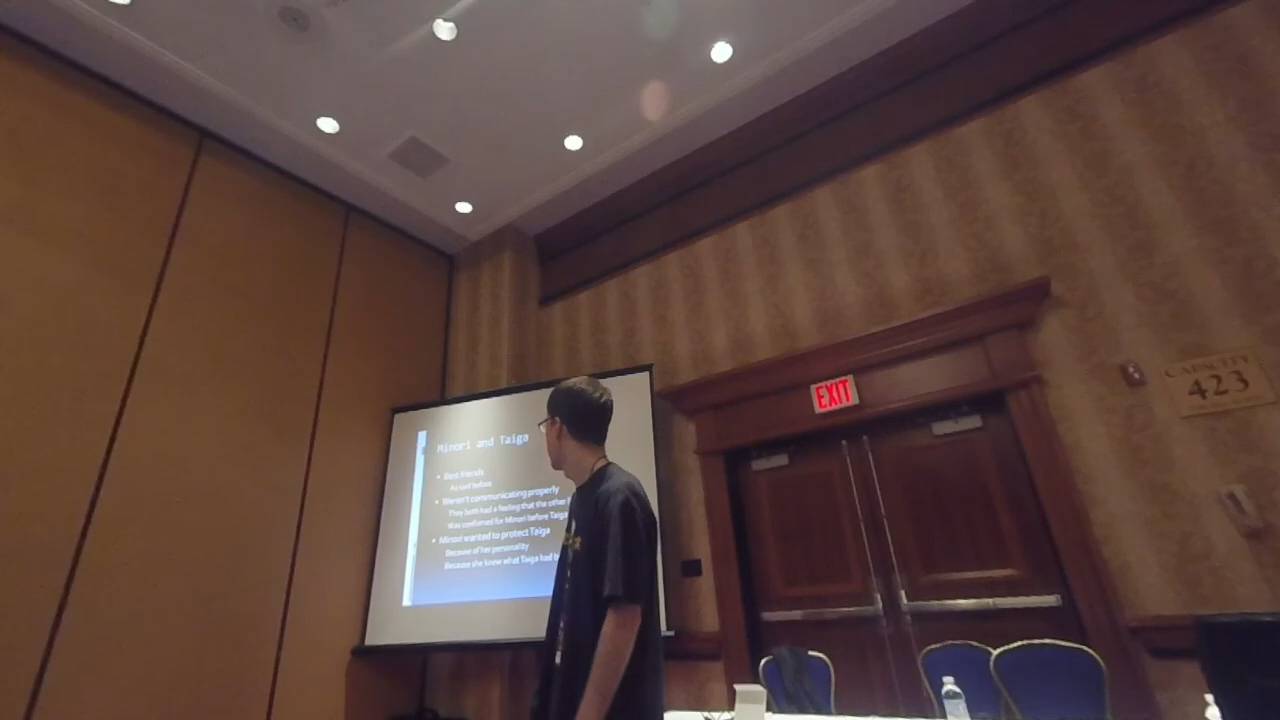 Minori and Taiga
• Best friends
As said before
• Weren't communicating properly
They both had a feeling that the other
Was confirmed for Minori before Taiga
• Minori wanted to protect Taiga
Because of her personality
Because she knew what Taiga had
EXIT
CAPACITY
423